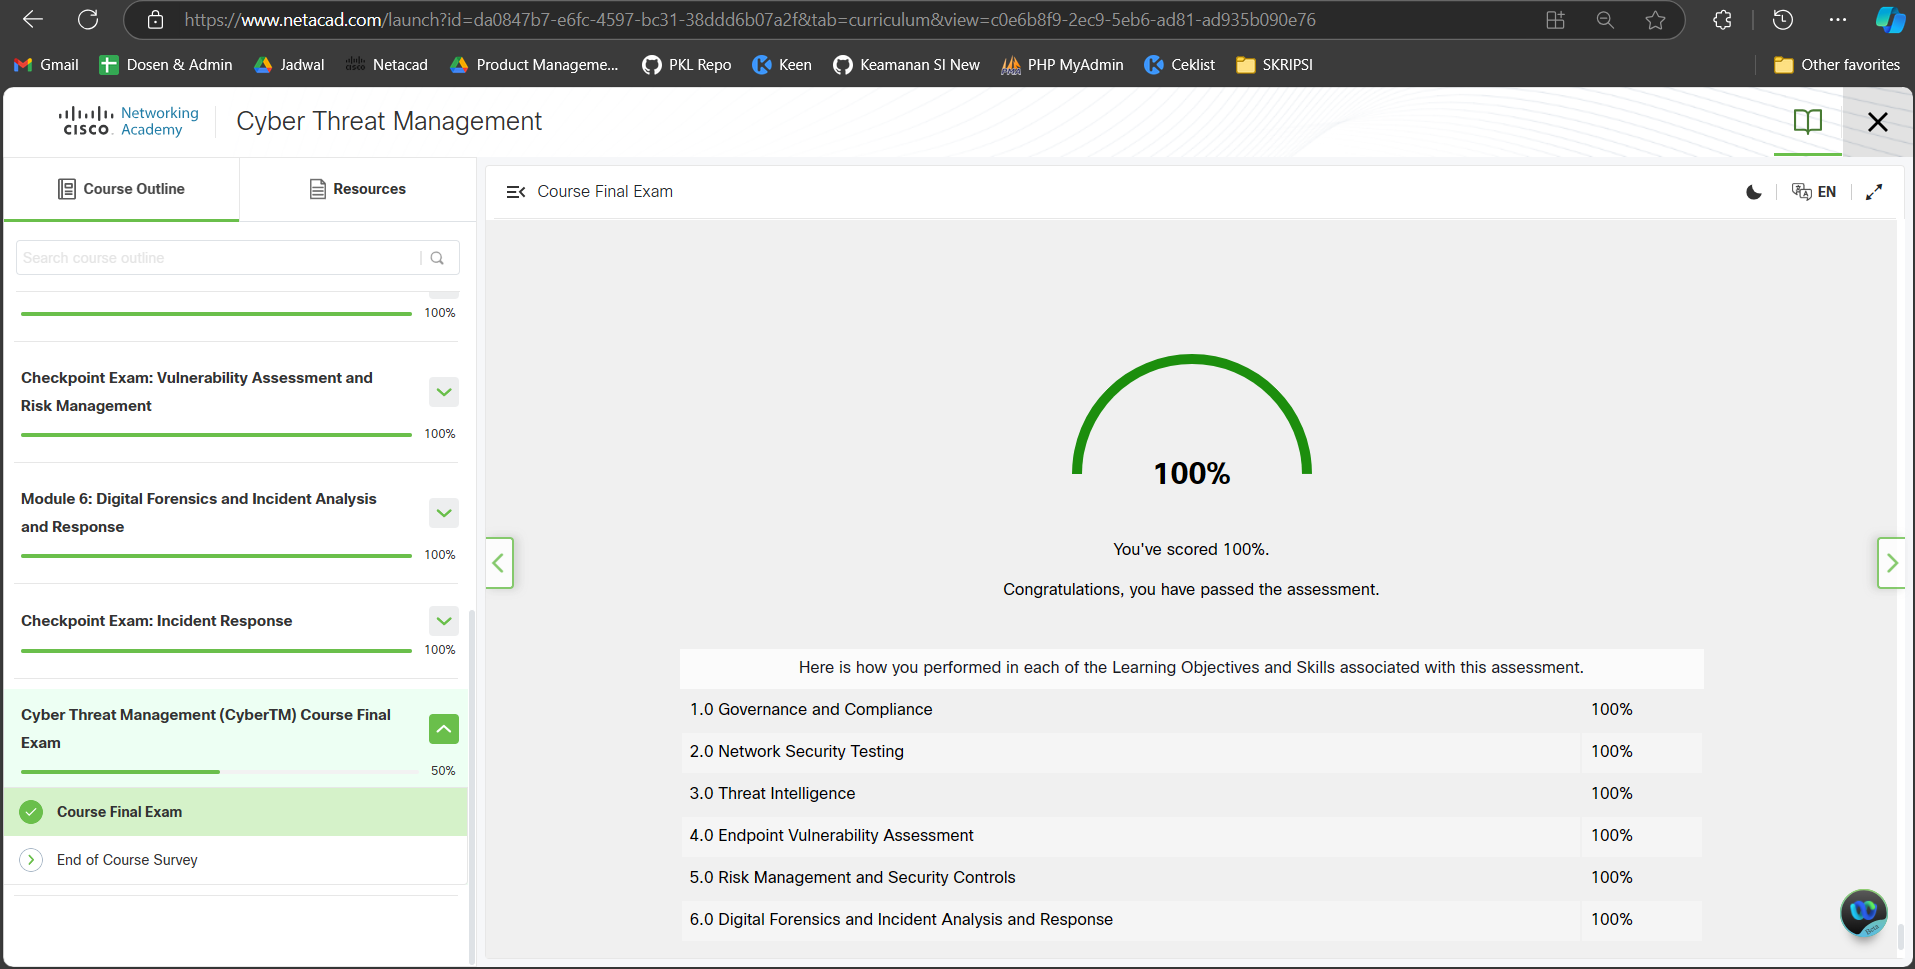 https://www.netacad.com/launch?id=da0847b7-e6fc-4597-bc31-38ddd6b07a2f&tab=curriculum&view=c0e6b8f9-2ec9-5eb6-ad81-ad935b090e76
Gmail Dosen & Admin Jadwal Netacad Product Manageme... PKL Repo Keen Keamanan SI New PHP MyAdmin Ceklist SKRIPSI Other favorites
CISCO Networking Academy
Cyber Threat Management
Course Outline
Resources
Search course outline
100%
Checkpoint Exam: Vulnerability Assessment and
Risk Management
100%
Module 6: Digital Forensics and Incident Analysis
and Response
100%
Checkpoint Exam: Incident Response
100%
Cyber Threat Management (CyberTM) Course Final
Exam
50%
Course Final Exam
End of Course Survey
Course Final Exam
EN
100%
You've scored 100%.
Congratulations, you have passed the assessment.
Here is how you performed in each of the Learning Objectives and Skills associated with this assessment.
1.0 Governance and Compliance 100%
2.0 Network Security Testing 100%
3.0 Threat Intelligence 100%
4.0 Endpoint Vulnerability Assessment 100%
5.0 Risk Management and Security Controls 100%
6.0 Digital Forensics and Incident Analysis and Response 100%
Beta